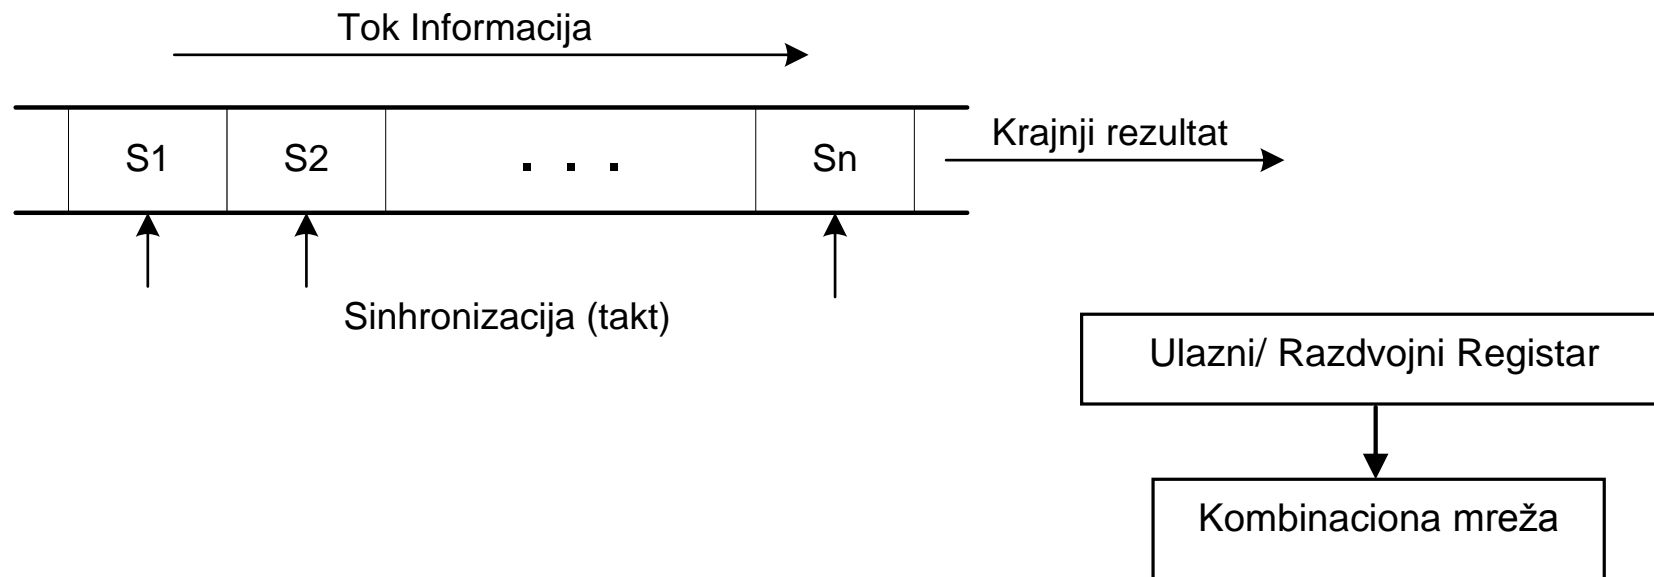 Tok Informacija
S1 S2 . . . Sn
Krajnji rezultat
Sinhronizacija (takt)
Ulazni/ Razdvojni Registar
Kombinaciona mreža